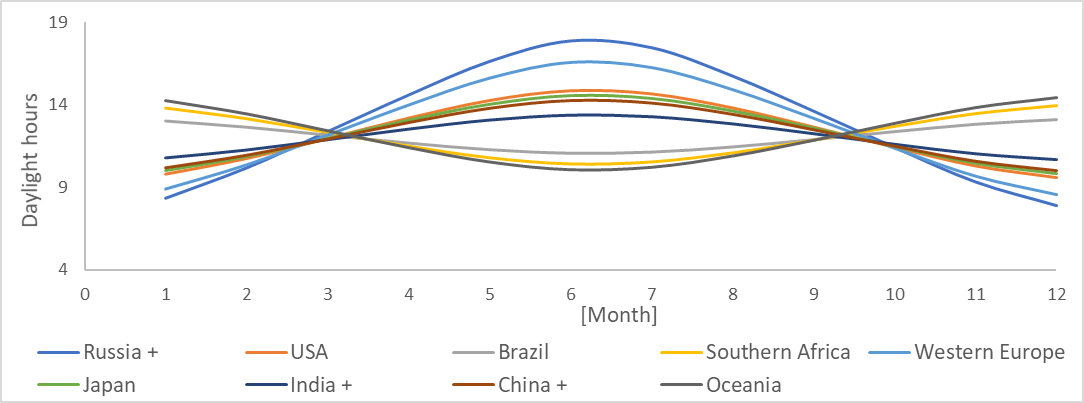 19
14
9
4
Daylight hours
0 1 2 3 4 5 6 7 8 9 10 11 12
[Month]
Russia + USA Brazil Southern Africa Western Europe
Japan India + China + Oceania